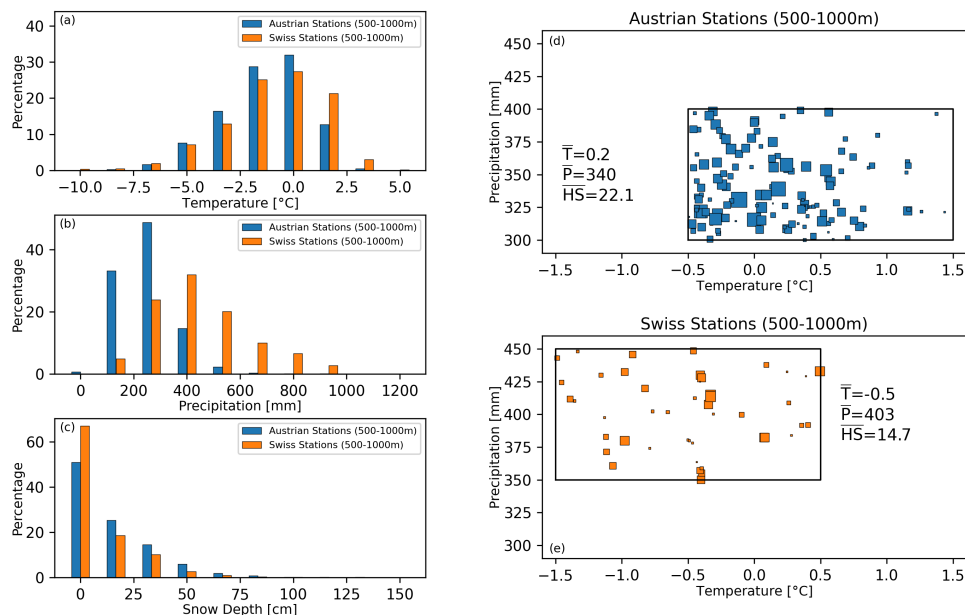 (a)
Austrian Stations (500-1000m)
Swiss Stations (500-1000m)
Percentage
40
30
20
10
0
−10.0 −7.5 −5.0 −2.5 0.0 2.5 5.0
Temperature [°C]
(b)
Austrian Stations (500-1000m)
Swiss Stations (500-1000m)
Percentage
40
20
0
0 200 400 600 800 1000 1200
Precipitation [mm]
(c)
Austrian Stations (500-1000m)
Swiss Stations (500-1000m)
Percentage
60
40
20
0
0 25 50 75 100 125 150
Snow Depth [cm]
Austrian Stations (500-1000m)
(d)
Precipitation [mm]
450
425
400
375
350
325
300
T̅=0.2
P̅=340
H̅S̅=22.1
−1.5 −1.0 −0.5 0.0 0.5 1.0 1.5
Temperature [°C]
Swiss Stations (500-1000m)
Precipitation [mm]
450
425
400
375
350
325
300
T̅=-0.5
P̅=403
H̅S̅=14.7
(e)
−1.5 −1.0 −0.5 0.0 0.5 1.0 1.5
Temperature [°C]